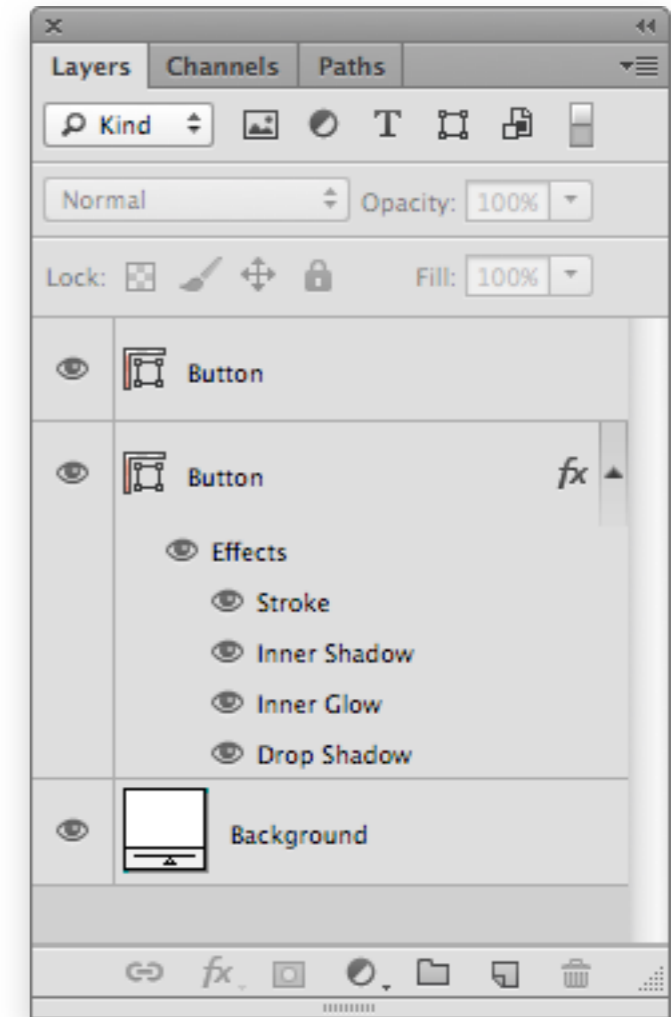 Layers Channels Paths
Kind T
Normal Opacity: 100%
Lock: Fill: 100%
Button
Button fx
Effects
Stroke
Inner Shadow
Inner Glow
Drop Shadow
Background
fx